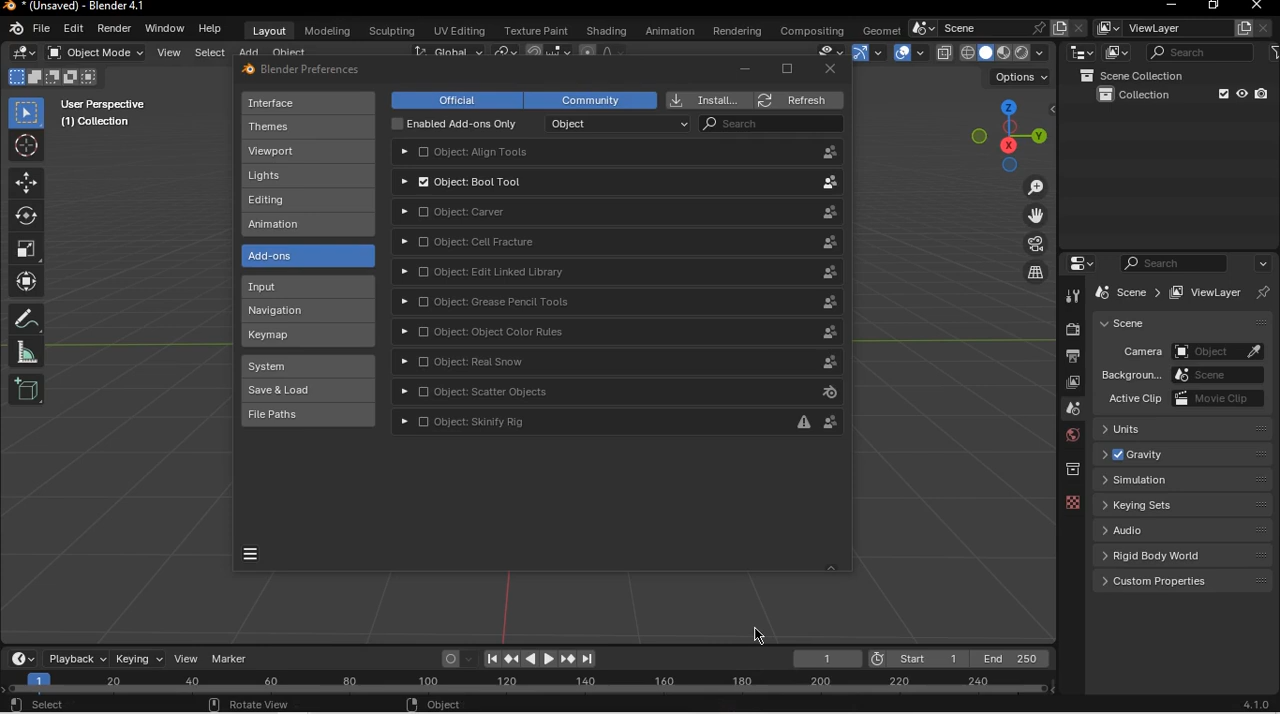 * (Unsaved) - Blender 4.1
File Edit Render Window Help Layout Modeling Sculpting UV Editing Texture Paint Shading Animation Rendering Compositing Geomet Scene ViewLayer
Object Mode View Select Add Object Global Search
Options
User Perspective
(1) Collection
Z
Y
X
Blender Preferences
Interface
Themes
Viewport
Lights
Editing
Animation
Add-ons
Input
Navigation
Keymap
System
Save & Load
File Paths
Official Community Install... Refresh
Enabled Add-ons Only Object Search
Object: Align Tools
Object: Bool Tool
Object: Carver
Object: Cell Fracture
Object: Edit Linked Library
Object: Grease Pencil Tools
Object: Object Color Rules
Object: Real Snow
Object: Scatter Objects
Object: Skinify Rig
Scene Collection
Collection
Search
Scene ViewLayer
Scene
Camera Object
Backgroun... Scene
Active Clip Movie Clip
Units
Gravity
Simulation
Keying Sets
Audio
Rigid Body World
Custom Properties
Playback Keying View Marker 1 Start 1 End 250
1 20 40 60 80 100 120 140 160 180 200 220 240
Select Rotate View Object 4.1.0